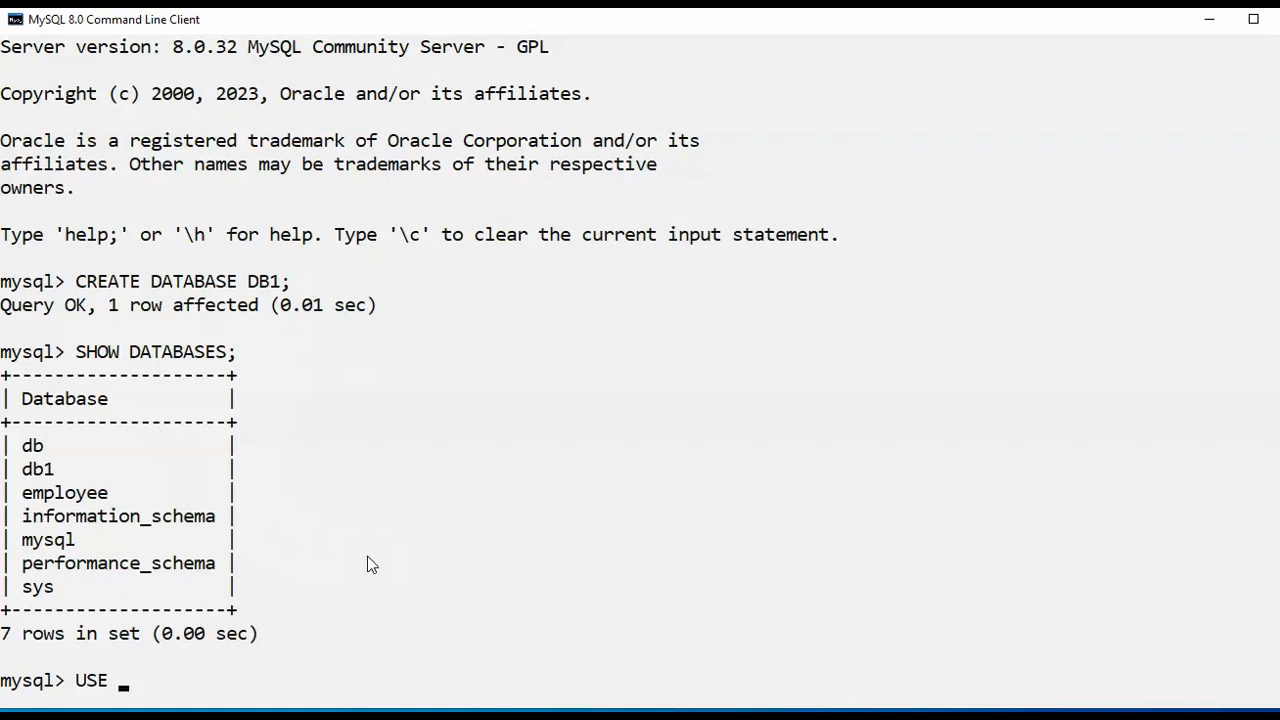 MySQL 8.0 Command Line Client
Server version: 8.0.32 MySQL Community Server - GPL
Copyright (c) 2000, 2023, Oracle and/or its affiliates.
Oracle is a registered trademark of Oracle Corporation and/or its
affiliates. Other names may be trademarks of their respective
owners.
Type 'help;' or '\h' for help. Type '\c' to clear the current input statement.
mysql> CREATE DATABASE DB1;
Query OK, 1 row affected (0.01 sec)
mysql> SHOW DATABASES;
+--------------------+
| Database           |
+--------------------+
| db                 |
| db1                |
| employee           |
| information_schema |
| mysql              |
| performance_schema |
| sys                |
+--------------------+
7 rows in set (0.00 sec)
mysql> USE _